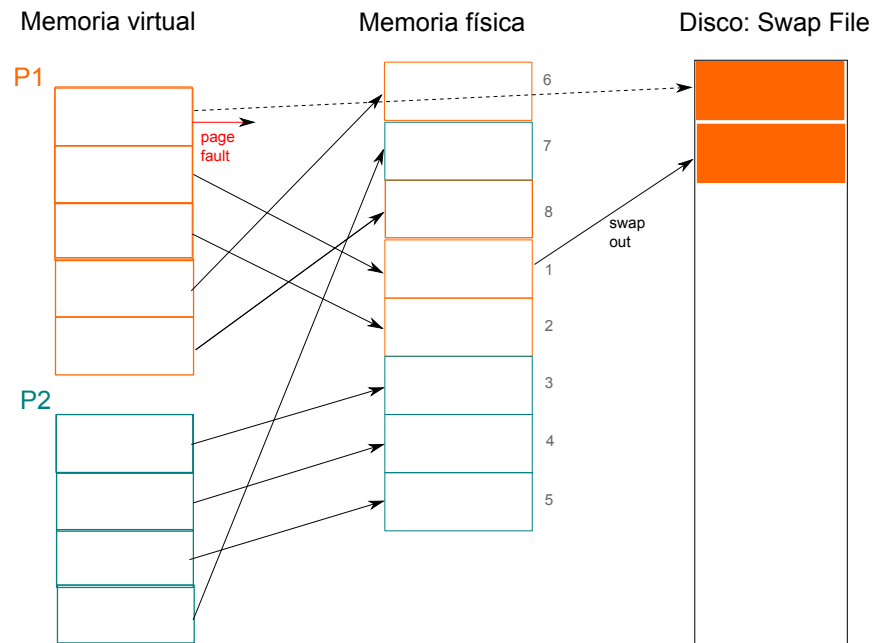 Memoria virtual
Memoria física
Disco: Swap File
P1
page
fault
6
7
8
1
2
3
4
5
swap
out
P2